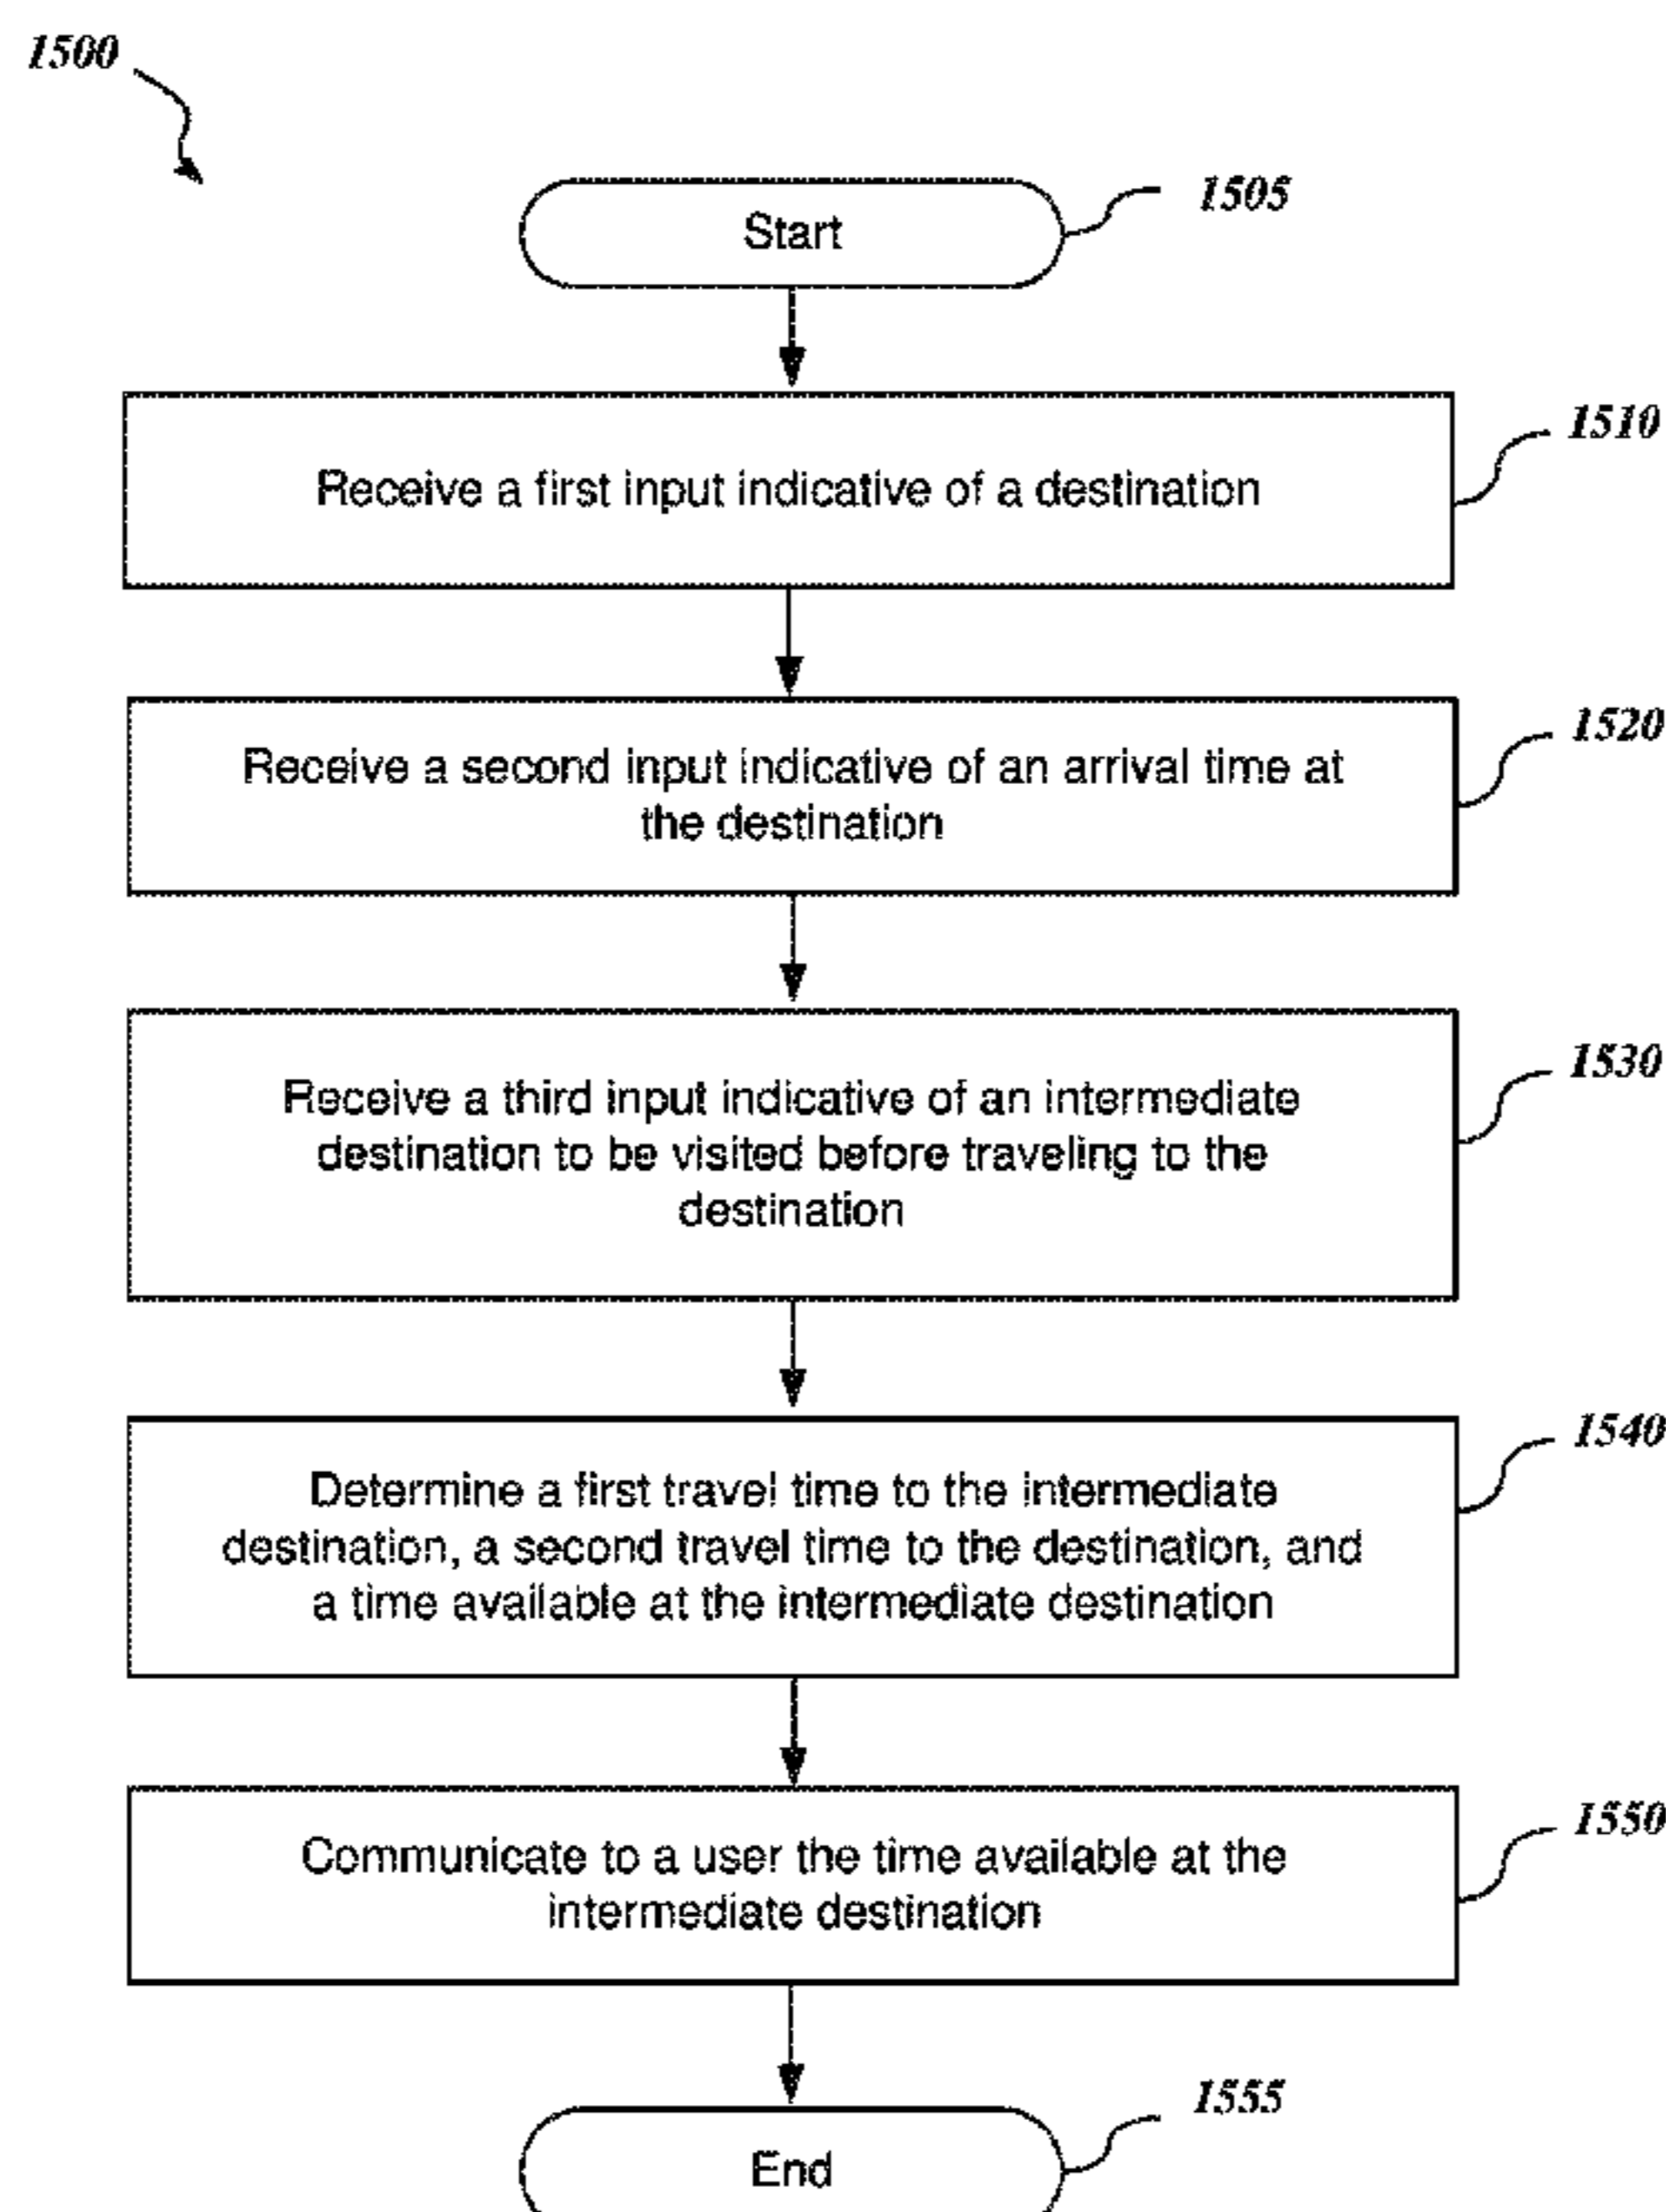 1500
Start
1505
Receive a first input indicative of a destination
1510
Receive a second input indicative of an arrival time at
the destination
1520
Receive a third input indicative of an intermediate
destination to be visited before traveling to the
destination
1530
Determine a first travel time to the intermediate
destination, a second travel time to the destination, and
a time available at the intermediate destination
1540
Communicate to a user the time available at the
intermediate destination
1550
End
1555